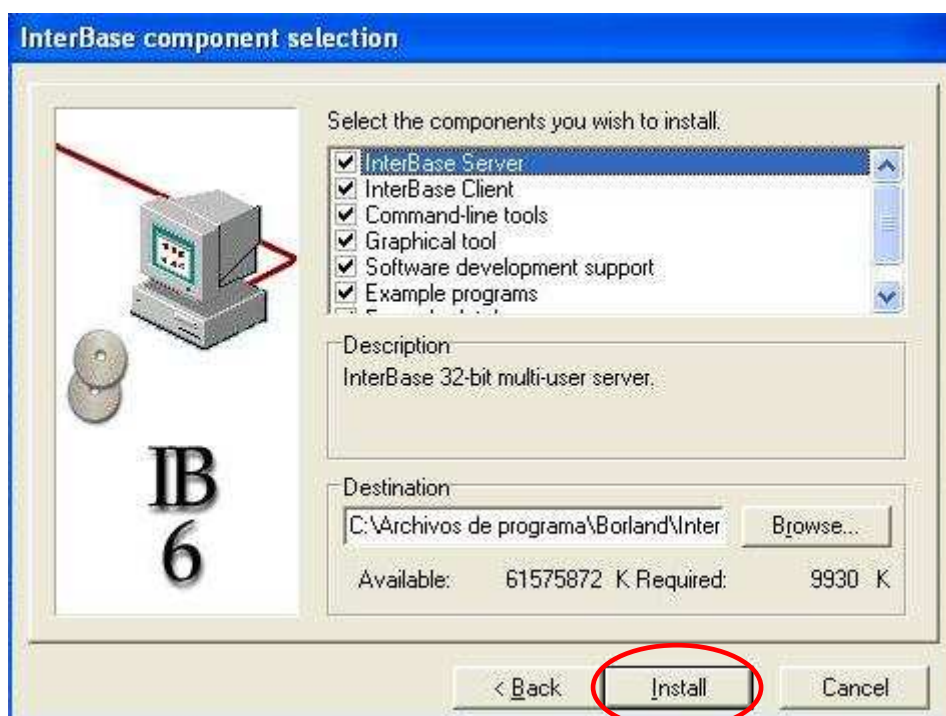 InterBase component selection
Select the components you wish to install.
InterBase Server
InterBase Client
Command-line tools
Graphical tool
Software development support
Example programs
Description
InterBase 32-bit multi-user server.
IB
6
Destination
C:\Archivos de programa\Borland\Inter
Browse...
Available: 61575872 K Required: 9930 K
< Back
Install
Cancel